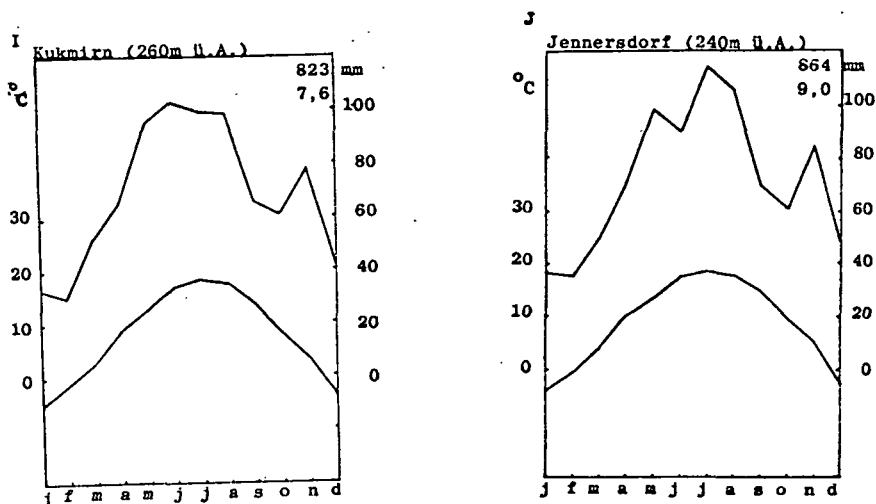 I
Kukmirn (260m ü.A.)
823 mm
7,6
°C
100
80
60
40
20
0
30
20
10
0
j f m a m j j a s o n d
J
Jennersdorf (240m ü.A.)
864 mm
9,0
°C
100
80
60
40
20
0
30
20
10
0
j f m a m j j a s o n d